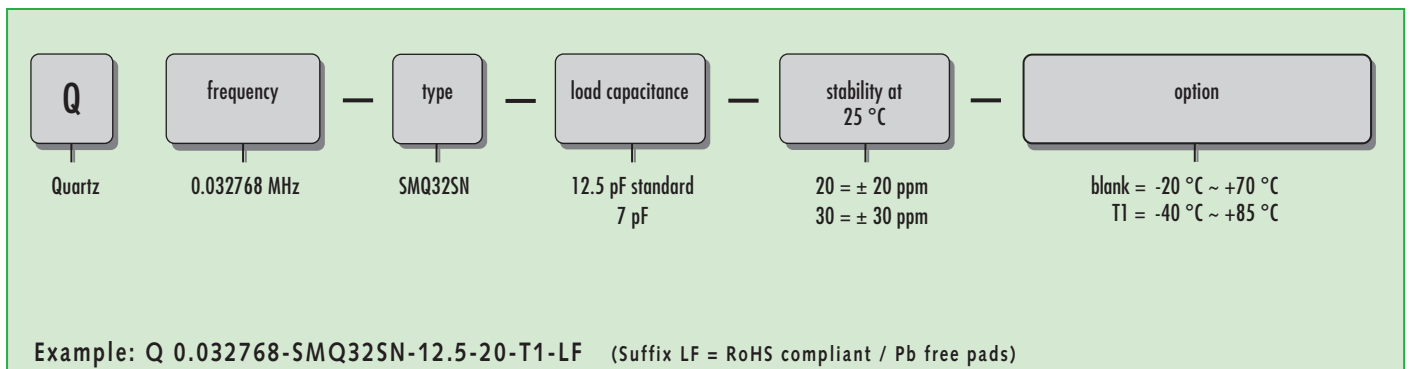 Q frequency — type — load capacitance — stability at 25 °C — option
Quartz 0.032768 MHz SMQ32SN 12.5 pF standard 20 = ± 20 ppm blank = -20 °C ~ +70 °C
7 pF 30 = ± 30 ppm T1 = -40 °C ~ +85 °C
Example: Q 0.032768-SMQ32SN-12.5-20-T1-LF (Suffix LF = RoHS compliant / Pb free pads)